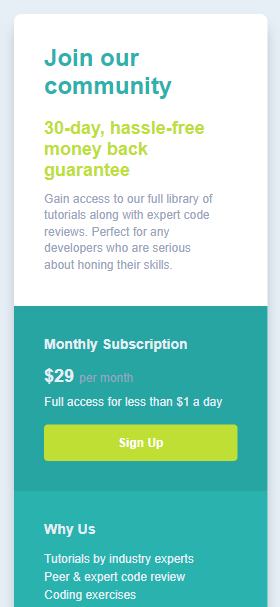 Join our
community
30-day, hassle-free
money back
guarantee
Gain access to our full library of
tutorials along with expert code
reviews. Perfect for any
developers who are serious
about honing their skills.
Monthly Subscription
$29 per month
Full access for less than $1 a day
Sign Up
Why Us
Tutorials by industry experts
Peer & expert code review
Coding exercises